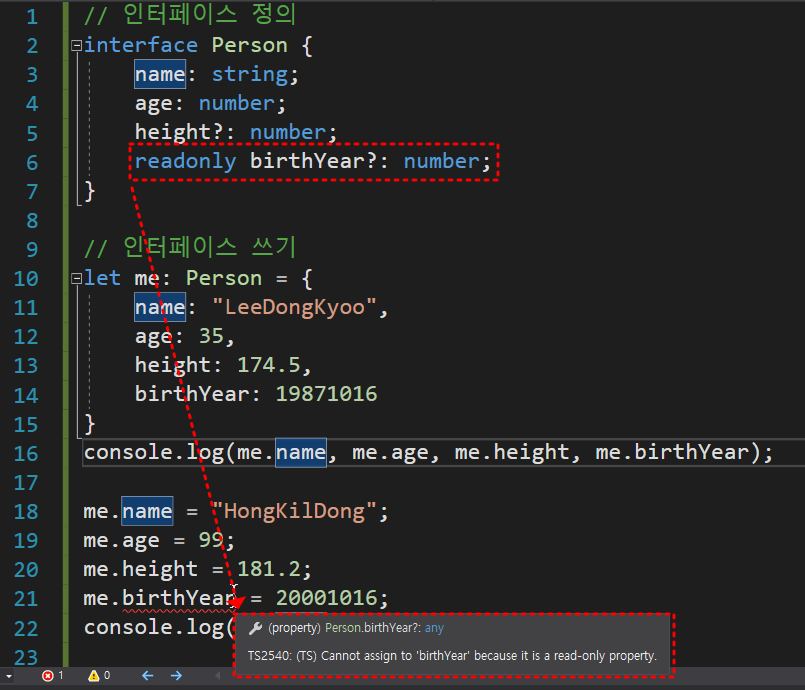 1 // 인터페이스 정의
2 interface Person {
3 name: string;
4 age: number;
5 height?: number;
6 readonly birthYear?: number;
7 }
8
9 // 인터페이스 쓰기
10 let me: Person = {
11 name: "LeeDongKyoo",
12 age: 35,
13 height: 174.5,
14 birthYear: 19871016
15 }
16 console.log(me.name, me.age, me.height, me.birthYear);
17
18 me.name = "HongKilDong";
19 me.age = 99;
20 me.height = 181.2;
21 me.birthYear = 20001016;
22 console.log(
(property) Person.birthYear?: any
TS2540: (TS) Cannot assign to 'birthYear' because it is a read-only property.
23
1 0